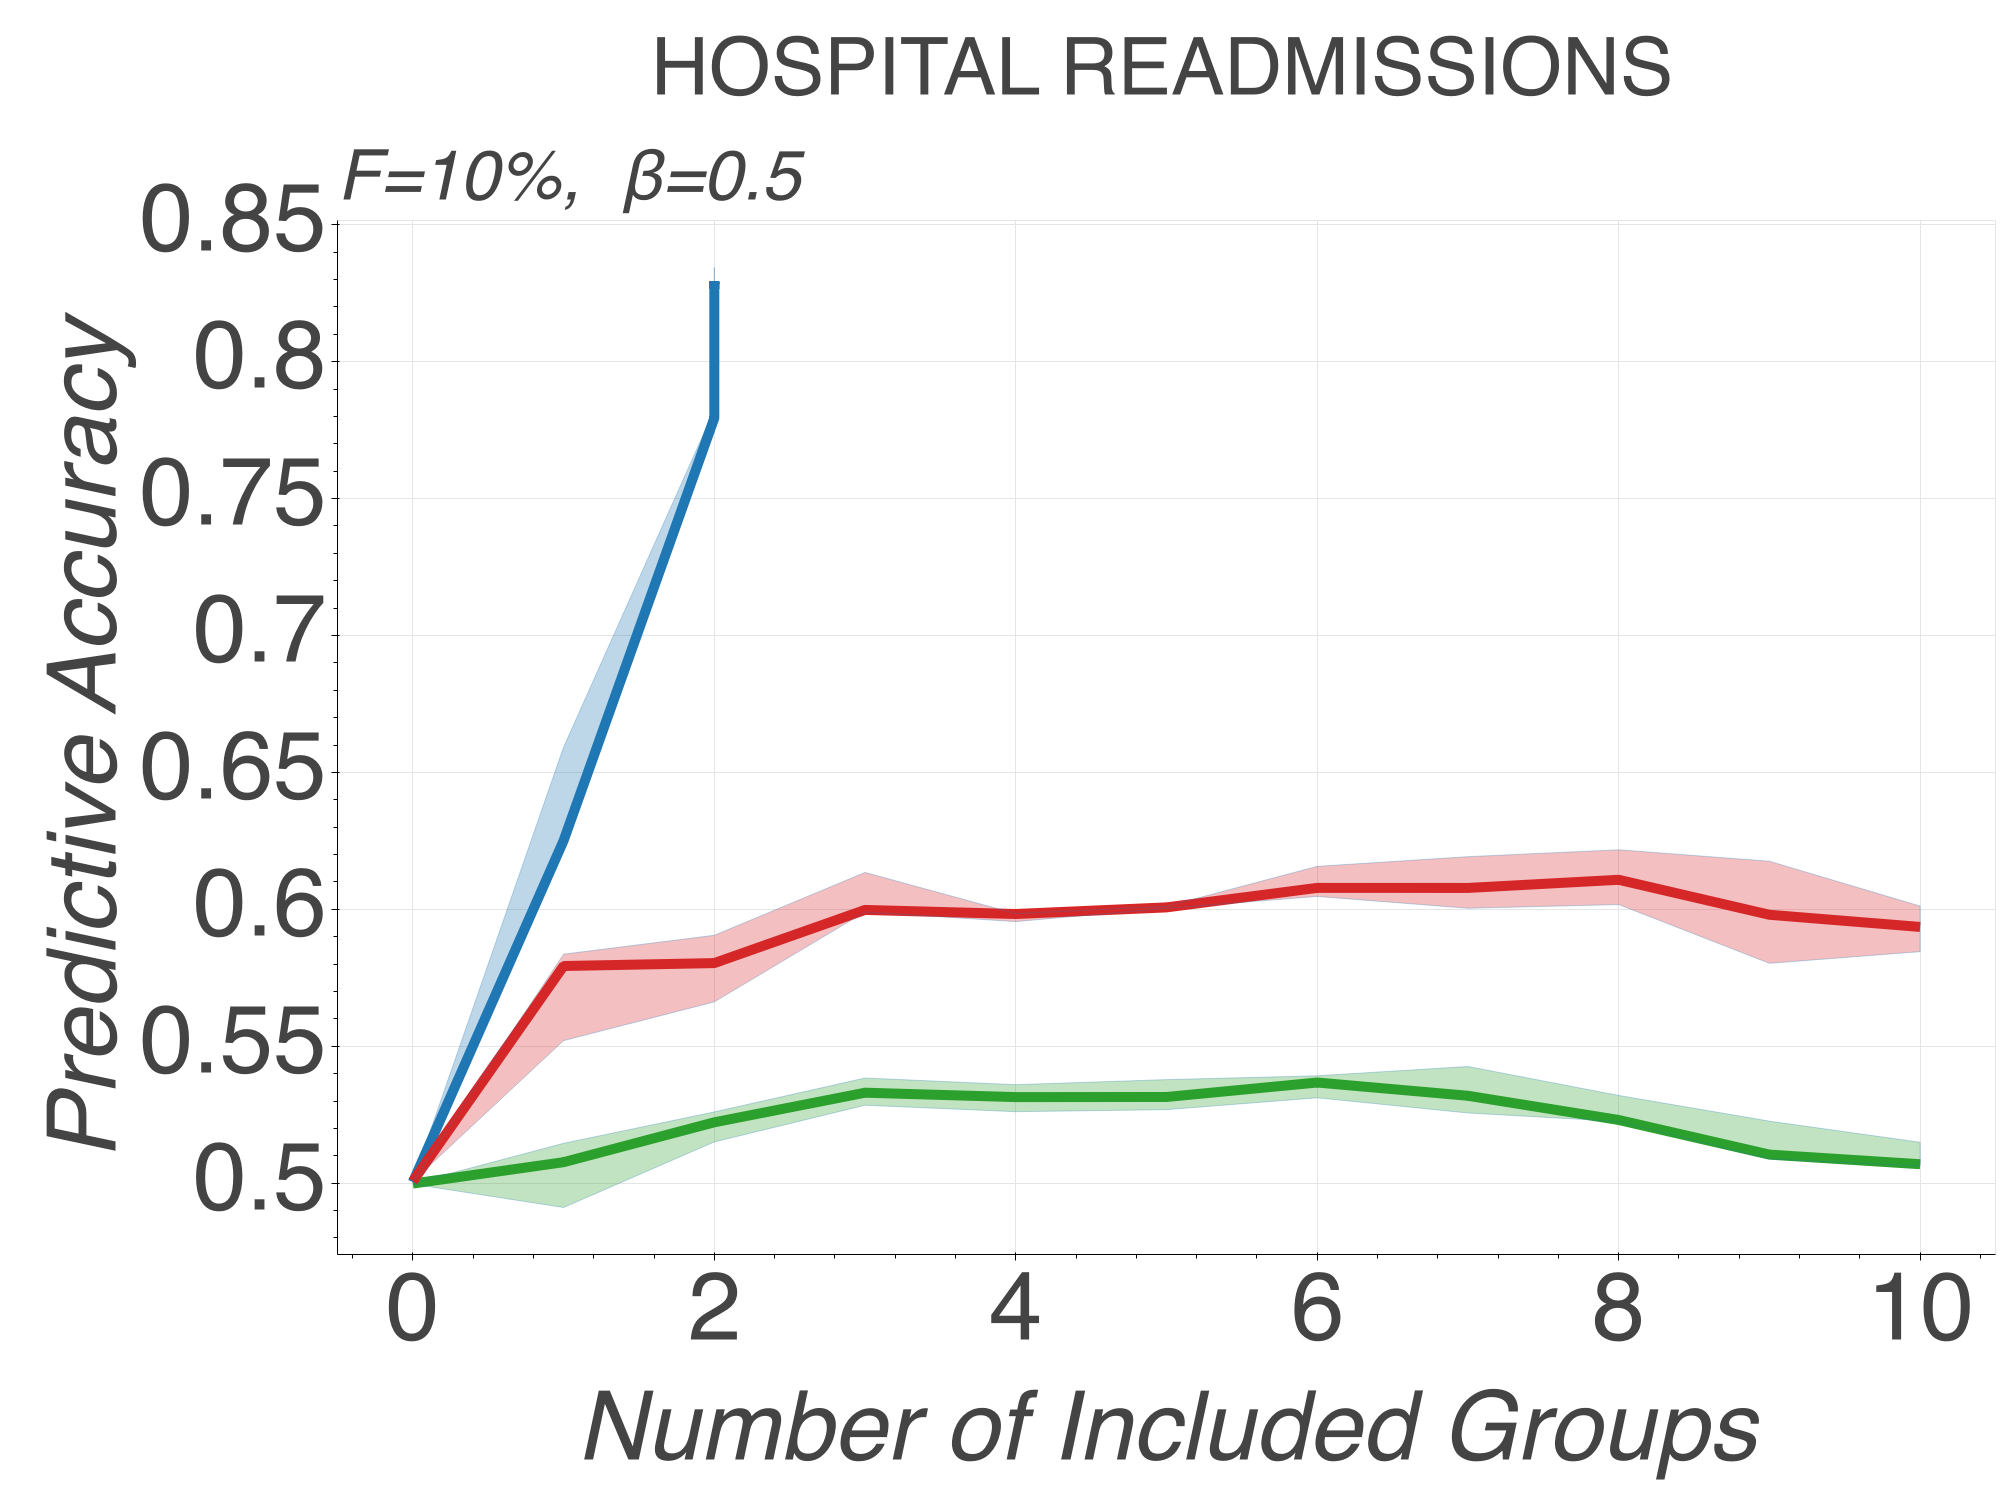 HOSPITAL READMISSIONS
F=10%, β=0.5
Predictive Accuracy
0.85
0.8
0.75
0.7
0.65
0.6
0.55
0.5
0 2 4 6 8 10
Number of Included Groups